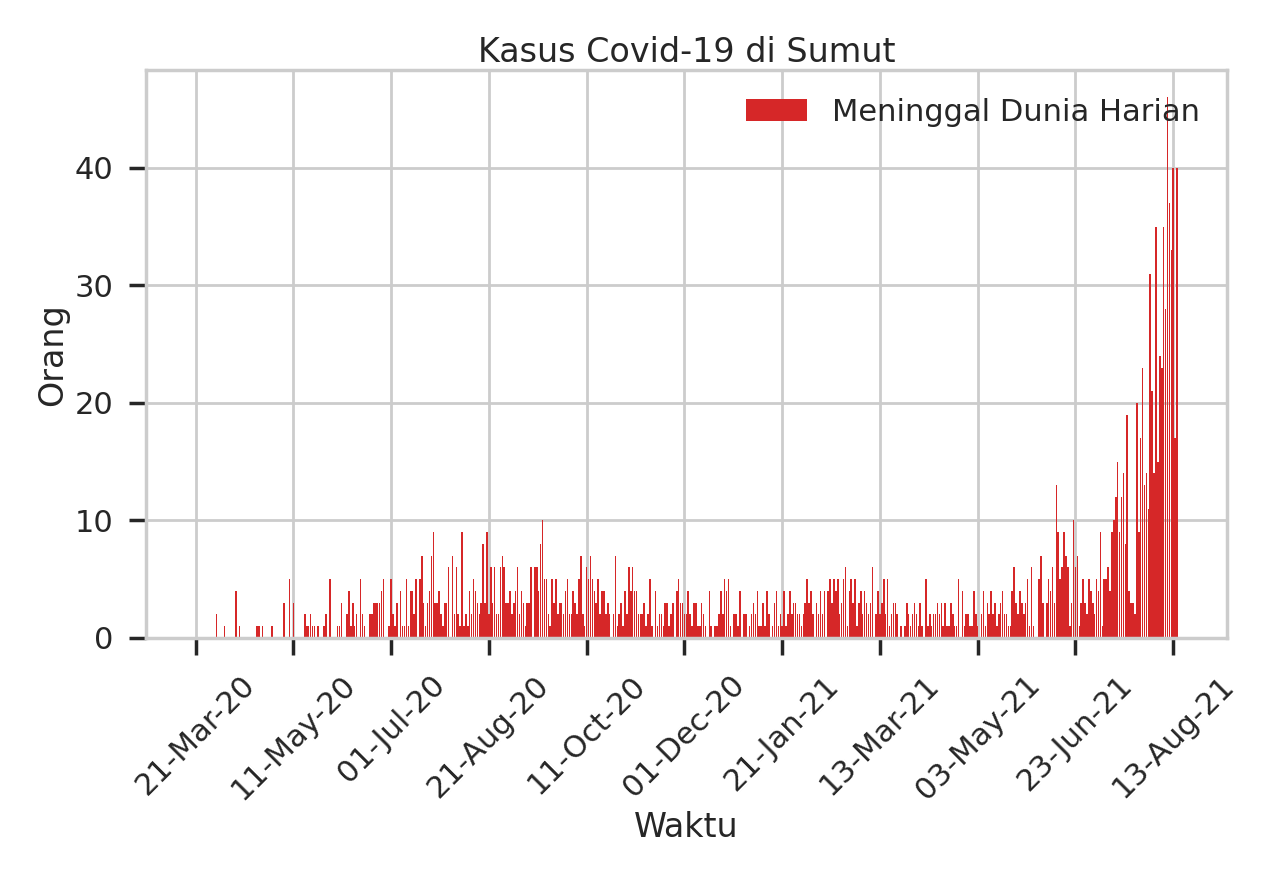 Kasus Covid-19 di Sumut
Meninggal Dunia Harian
Orang
40
30
20
10
0
21-Mar-20
11-May-20
01-Jul-20
21-Aug-20
11-Oct-20
01-Dec-20
21-Jan-21
13-Mar-21
03-May-21
23-Jun-21
13-Aug-21
Waktu